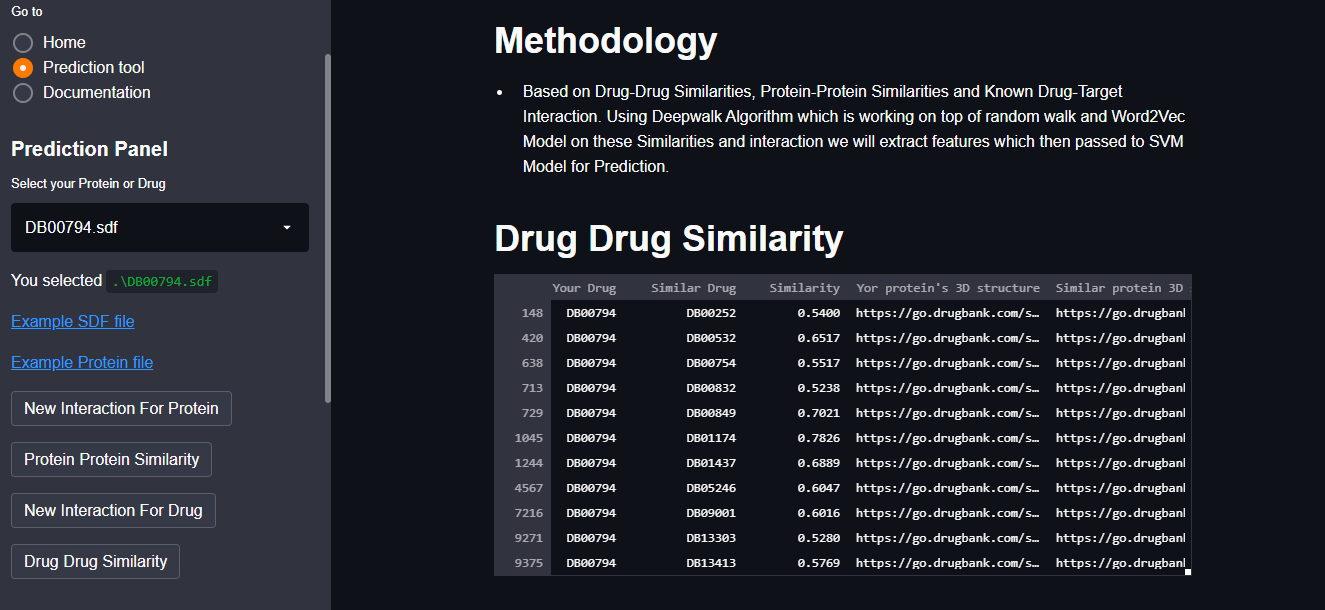 Go to
Home
Prediction tool
Documentation
Prediction Panel
Select your Protein or Drug
DB00794.sdf
You selected .\DB00794.sdf
Example SDF file
Example Protein file
New Interaction For Protein
Protein Protein Similarity
New Interaction For Drug
Drug Drug Similarity
Methodology
• Based on Drug-Drug Similarities, Protein-Protein Similarities and Known Drug-Target
Interaction. Using Deepwalk Algorithm which is working on top of random walk and Word2Vec
Model on these Similarities and interaction we will extract features which then passed to SVM
Model for Prediction.
Drug Drug Similarity
Your Drug Similar Drug Similarity Yor protein's 3D structure Similar protein 3D
148 DB00794 DB00252 0.5400 https://go.drugbank.com/s… https://go.drugbank
420 DB00794 DB00532 0.6517 https://go.drugbank.com/s… https://go.drugbank
638 DB00794 DB00754 0.5517 https://go.drugbank.com/s… https://go.drugbank
713 DB00794 DB00832 0.5238 https://go.drugbank.com/s… https://go.drugbank
729 DB00794 DB00849 0.7021 https://go.drugbank.com/s… https://go.drugbank
1045 DB00794 DB01174 0.7826 https://go.drugbank.com/s… https://go.drugbank
1244 DB00794 DB01437 0.6889 https://go.drugbank.com/s… https://go.drugbank
4567 DB00794 DB05246 0.6047 https://go.drugbank.com/s… https://go.drugbank
7216 DB00794 DB09001 0.6016 https://go.drugbank.com/s… https://go.drugbank
9271 DB00794 DB13303 0.5280 https://go.drugbank.com/s… https://go.drugbank
9375 DB00794 DB13413 0.5769 https://go.drugbank.com/s… https://go.drugbank